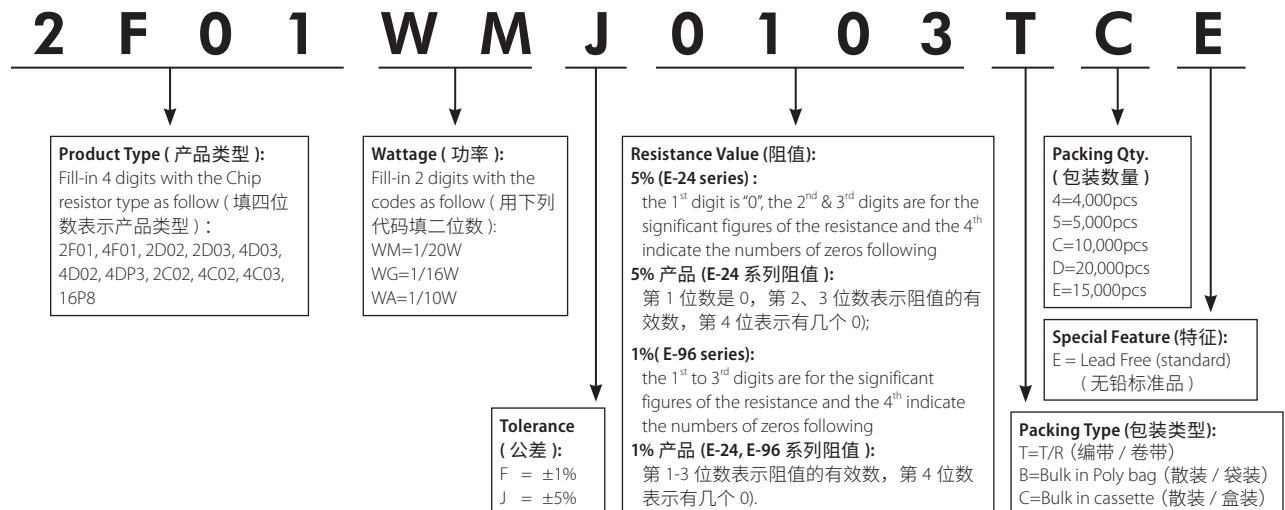 2 F 0 1 W M J 0 1 0 3 T C E
Product Type ( 产品类型 ):
Fill-in 4 digits with the Chip
resistor type as follow ( 填四位
数表示产品类型 ) :
2F01, 4F01, 2D02, 2D03, 4D03,
4D02, 4DP3, 2C02, 4C02, 4C03,
16P8
Wattage ( 功率 ):
Fill-in 2 digits with the
codes as follow ( 用下列
代码填二位数 ):
WM=1/20W
WG=1/16W
WA=1/10W
Tolerance
( 公差 ):
F = ±1%
J = ±5%
Resistance Value (阻值):
5% (E-24 series) :
the 1st digit is "0", the 2nd & 3rd digits are for the
significant figures of the resistance and the 4th
indicate the numbers of zeros following
5% 产品 (E-24 系列阻值 ):
第 1 位数是 0，第 2、3 位数表示阻值的有
效数，第 4 位表示有几个 0);
1%( E-96 series):
the 1st to 3rd digits are for the significant
figures of the resistance and the 4th indicate
the numbers of zeros following
1% 产品 (E-24, E-96 系列阻值 ):
第 1-3 位数表示阻值的有效数，第 4 位数
表示有几个 0).
Packing Qty.
( 包装数量 )
4=4,000pcs
5=5,000pcs
C=10,000pcs
D=20,000pcs
E=15,000pcs
Special Feature (特征):
E = Lead Free (standard)
( 无铅标准品 )
Packing Type (包装类型):
T=T/R（编带 / 卷带）
B=Bulk in Poly bag（散装 / 袋装）
C=Bulk in cassette（散装 / 盒装）